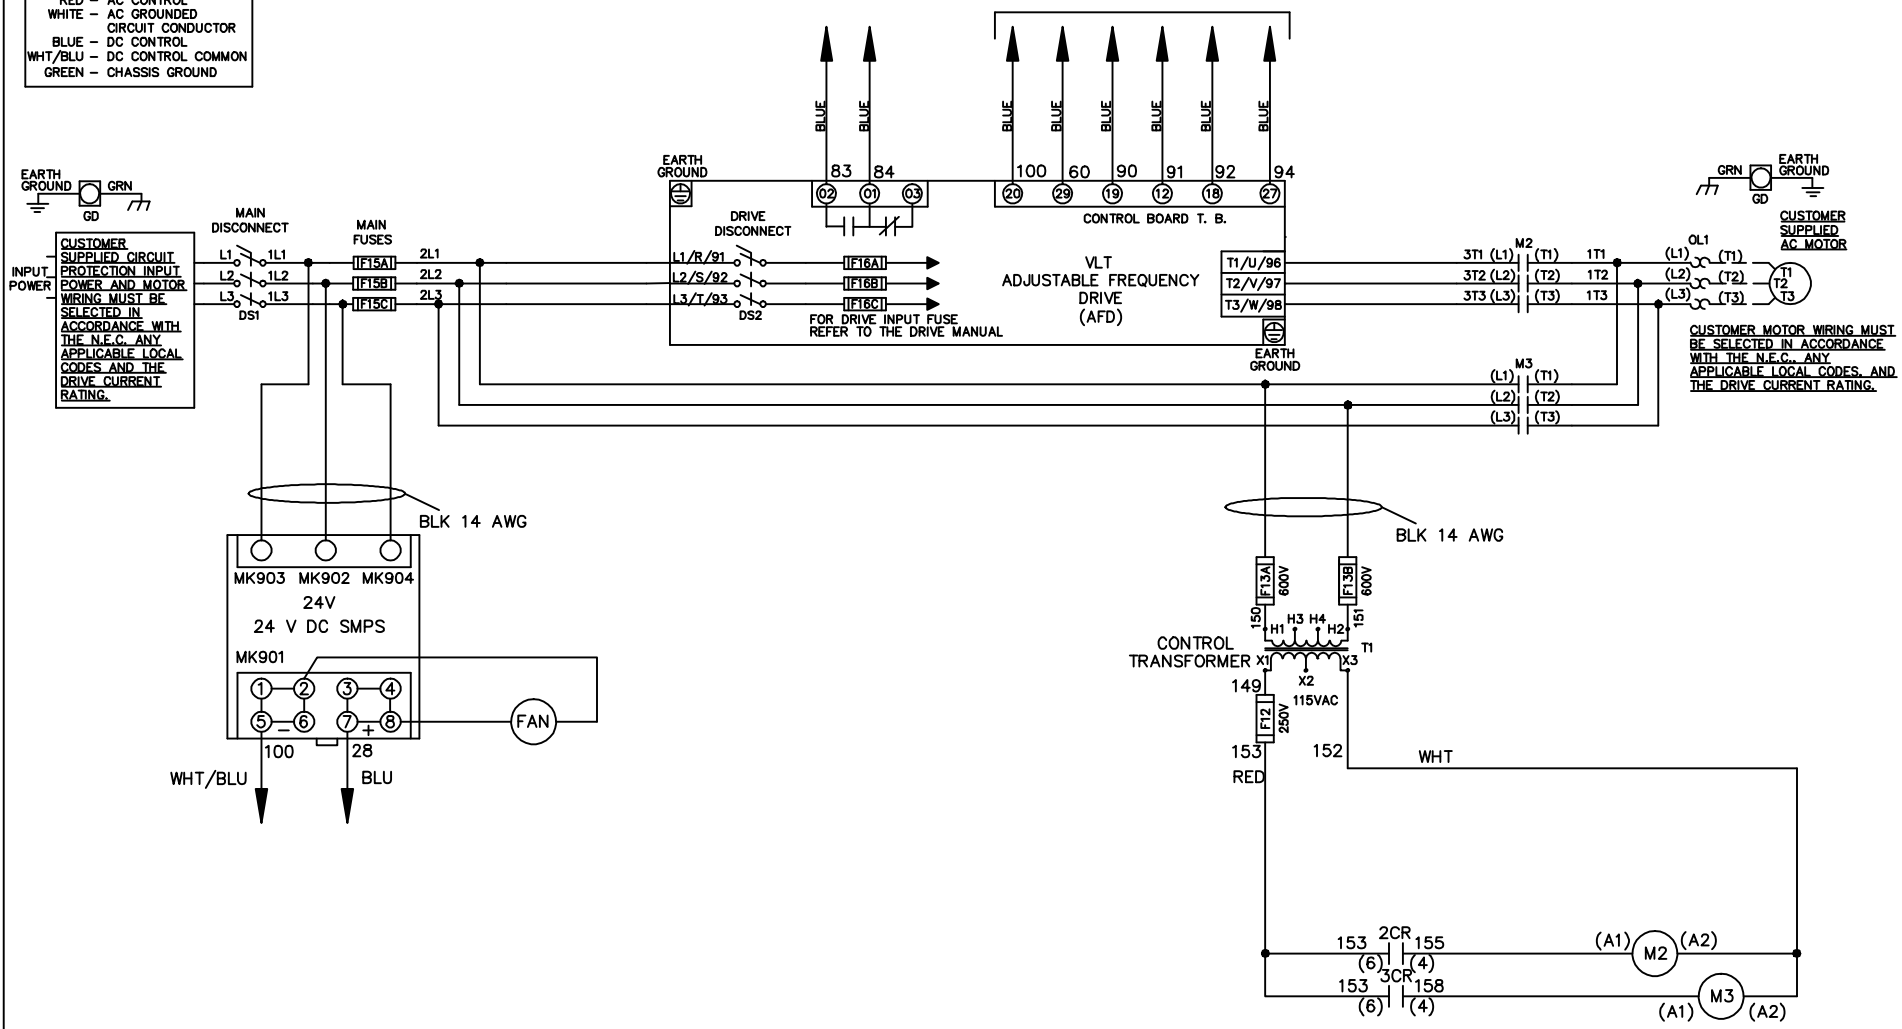 RED – AC CONTROL
WHITE – AC GROUNDED
CIRCUIT CONDUCTOR
BLUE – DC CONTROL
WHT/BLU – DC CONTROL COMMON
GREEN – CHASSIS GROUND
BLUE
BLUE
BLUE
BLUE
BLUE
BLUE
BLUE
BLUE
83
84
100
60
90
91
92
94
02
01
03
20
29
19
12
18
27
CONTROL BOARD T. B.
EARTH
GROUND
GRN
GD
EARTH
GROUND
GRN
EARTH
GROUND
GD
INPUT
POWER
CUSTOMER
SUPPLIED CIRCUIT
PROTECTION INPUT
POWER AND MOTOR
WIRING MUST BE
SELECTED IN
ACCORDANCE WITH
THE N.E.C. ANY
APPLICABLE LOCAL
CODES AND THE
DRIVE CURRENT
RATING.
MAIN
DISCONNECT
L1
1L1
L2
1L2
L3
1L3
DS1
MAIN
FUSES
F15A
F15B
F15C
2L1
2L2
2L3
L1/R/91
L2/S/92
L3/T/93
DRIVE
DISCONNECT
DS2
F16A
F16B
F16C
FOR DRIVE INPUT FUSE
REFER TO THE DRIVE MANUAL
VLT
ADJUSTABLE FREQUENCY
DRIVE
(AFD)
T1/U/96
T2/V/97
T3/W/98
EARTH
GROUND
M2
3T1 (L1) (T1) 1T1
3T2 (L2) (T2) 1T2
3T3 (L3) (T3) 1T3
OL1
(L1) (T1)
(L2) (T2)
(L3) (T3)
T1
T2
T3
CUSTOMER
SUPPLIED
AC MOTOR
CUSTOMER MOTOR WIRING MUST
BE SELECTED IN ACCORDANCE
WITH THE N.E.C., ANY
APPLICABLE LOCAL CODES, AND
THE DRIVE CURRENT RATING.
M3
(L1) (T1)
(L2) (T2)
(L3) (T3)
BLK 14 AWG
MK903 MK902 MK904
24V
24 V DC SMPS
MK901
1 2 3 4
5 6 7 8
– +
100
28
WHT/BLU
BLU
FAN
BLK 14 AWG
F13A
600V
F13B
600V
150
151
H1 H3 H4 H2
CONTROL
TRANSFORMER
T1
X1
X3
X2
149
115VAC
F12
250V
153
152
RED
WHT
2CR
153 155
(6) (4)
(A1) M2 (A2)
3CR
153 158
(6) (4)
(A1) M3 (A2)